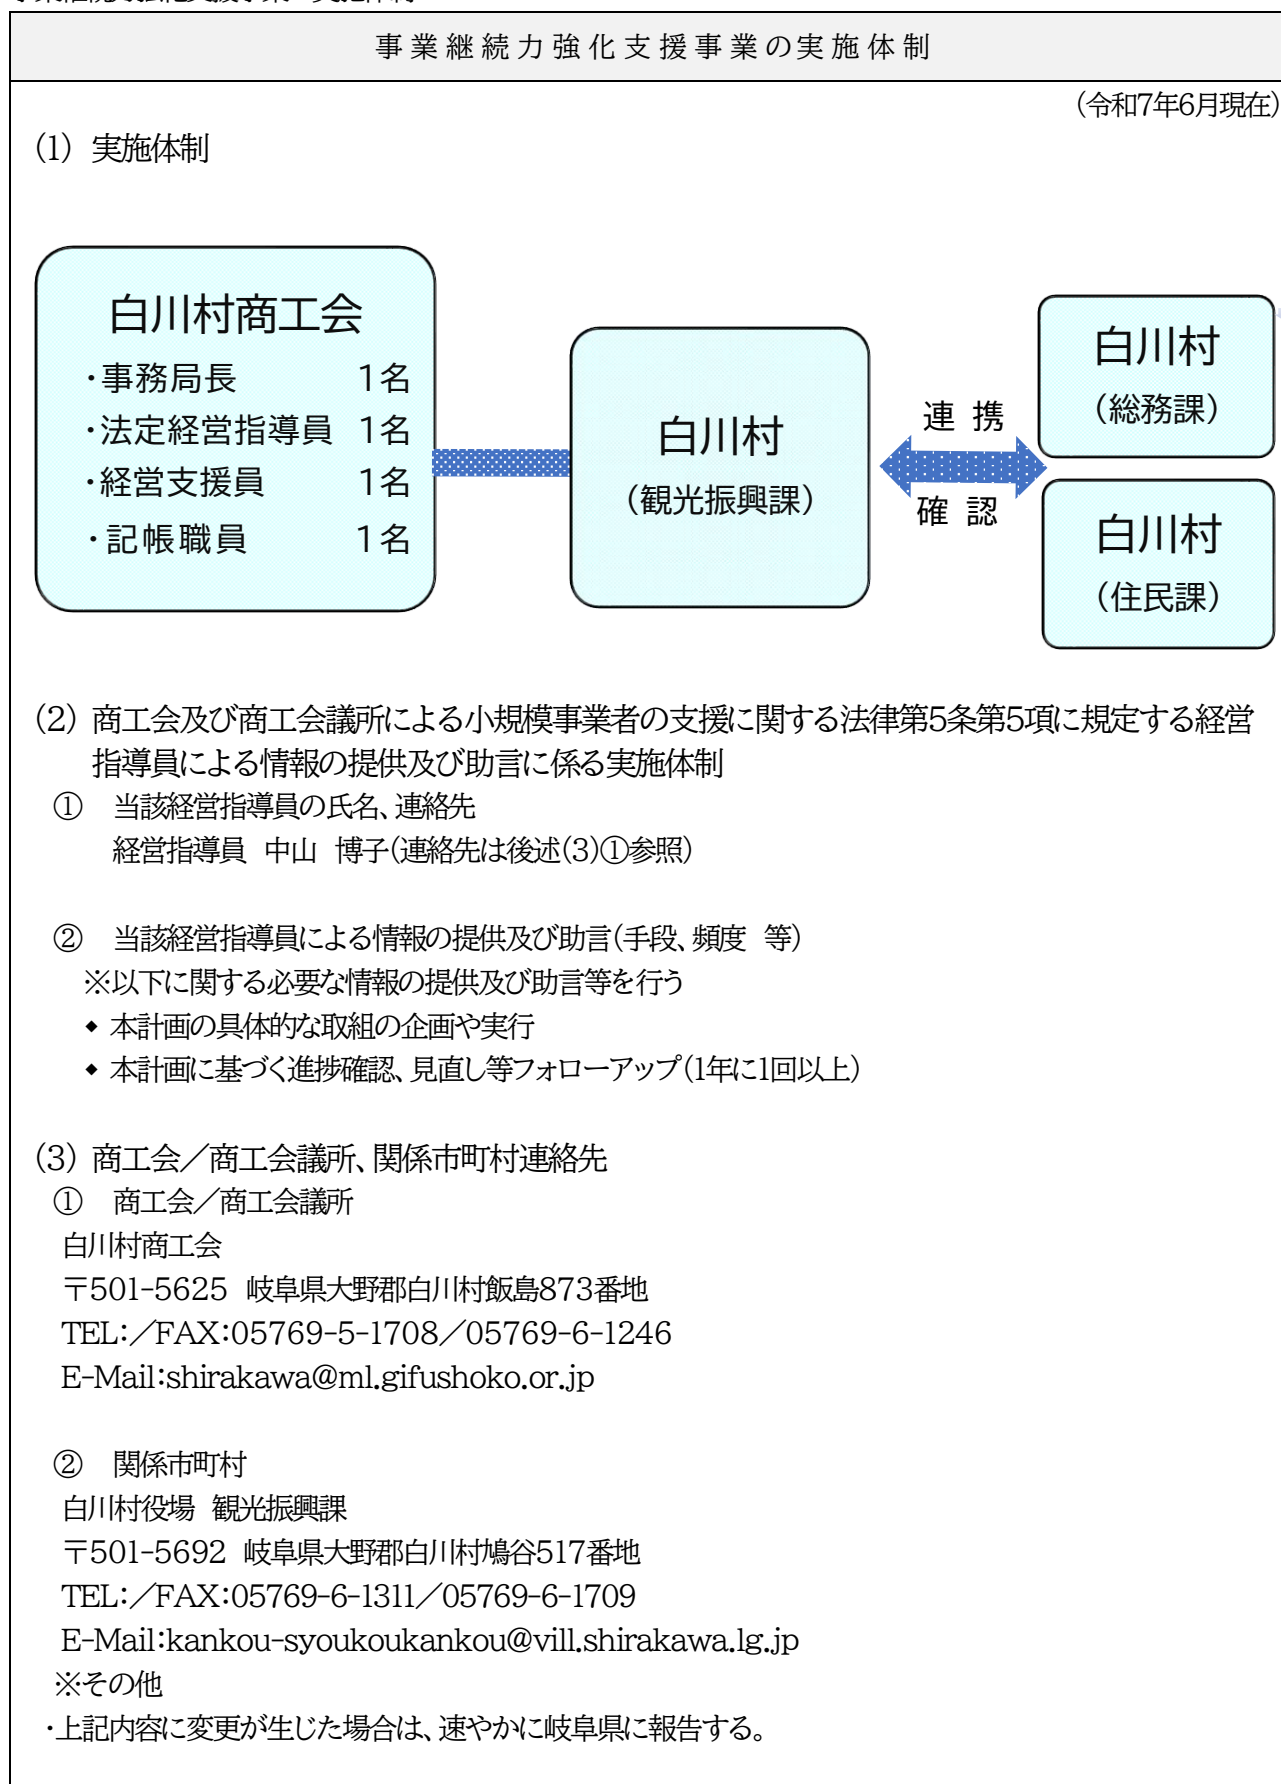 事業継続力強化支援事業の実施体制
(令和7年6月現在)
(1) 実施体制
白川村商工会
・事務局長 1名
・法定経営指導員 1名
・経営支援員 1名
・記帳職員 1名
白川村
(観光振興課)
連 携
確 認
白川村
(総務課)
白川村
(住民課)
(2) 商工会及び商工会議所による小規模事業者の支援に関する法律第5条第5項に規定する経営
指導員による情報の提供及び助言に係る実施体制
① 当該経営指導員の氏名、連絡先
経営指導員 中山 博子(連絡先は後述(3)①参照)
② 当該経営指導員による情報の提供及び助言(手段、頻度 等)
※以下に関する必要な情報の提供及び助言等を行う
◆ 本計画の具体的な取組の企画や実行
◆ 本計画に基づく進捗確認、見直し等フォローアップ(1年に1回以上)
(3) 商工会/商工会議所、関係市町村連絡先
① 商工会/商工会議所
白川村商工会
〒501-5625 岐阜県大野郡白川村飯島873番地
TEL:/FAX:05769-5-1708/05769-6-1246
E-Mail:shirakawa@ml.gifushoko.or.jp
② 関係市町村
白川村役場 観光振興課
〒501-5692 岐阜県大野郡白川村鳩谷517番地
TEL:/FAX:05769-6-1311/05769-6-1709
E-Mail:kankou-syoukoukankou@vill.shirakawa.lg.jp
※その他
・上記内容に変更が生じた場合は、速やかに岐阜県に報告する。